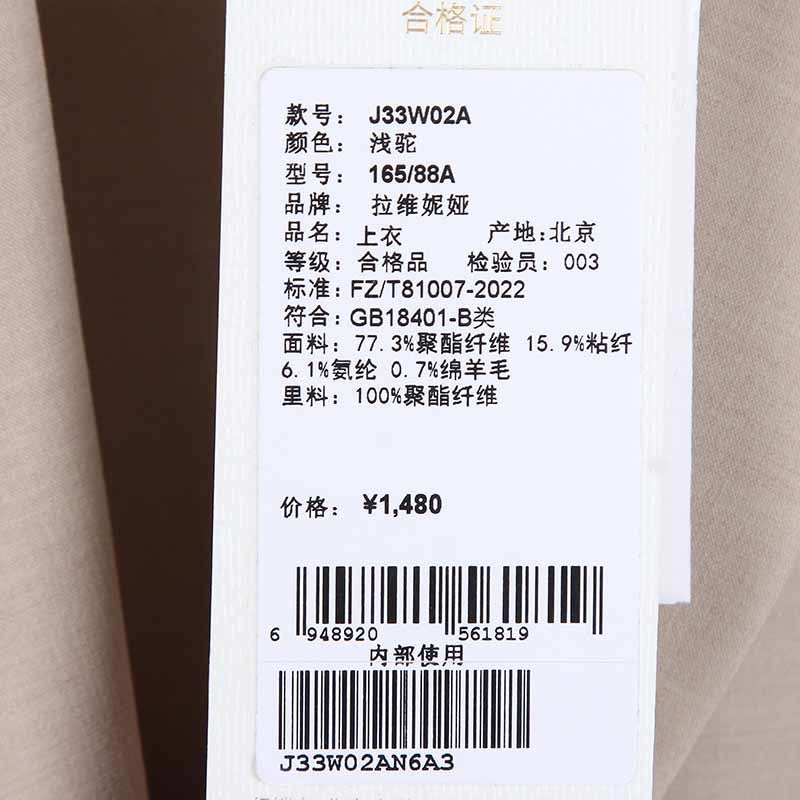 合格证
款号： J33W02A
颜色： 浅驼
型号： 165/88A
品牌： 拉维妮娅
品名：上衣 产地:北京
等级：合格品 检验员：003
标准：FZ/T81007-2022
符合：GB18401-B类
面料：77.3%聚酯纤维 15.9%粘纤
6.1%氨纶 0.7%绵羊毛
里料：100%聚酯纤维
价格： ¥1,480
6 948920 561819
内部使用
J33W02AN6A3